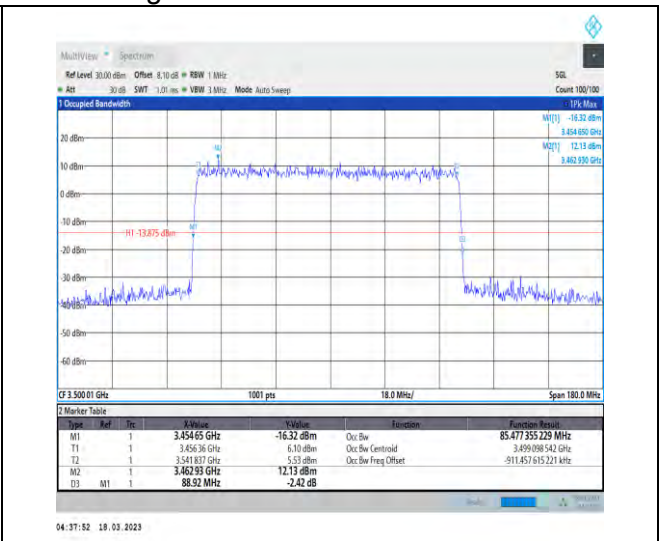 MultiView Spectrum
Ref Level 30.00 dBm Offset 8.10 dB RBW 1 MHz SGL
Att 30 dB SWT 1.01 ms VBW 3 MHz Mode Auto Sweep Count 100/100
1 Occupied Bandwidth 1Pk Max
M1[1] -16.32 dBm
3.454 650 GHz
M2[1] 12.13 dBm
3.462 930 GHz
20 dBm
M2
10 dBm
0 dBm
-10 dBm
M1
H1 -13.875 dBm
D3
-20 dBm
-30 dBm
-40 dBm
-50 dBm
-60 dBm
CF 3.500 01 GHz 1001 pts 18.0 MHz/ Span 180.0 MHz
2 Marker Table
Type Ref Trc X-Value Y-Value Function Function Result
M1 1 3.454 65 GHz -16.32 dBm Occ Bw 85.477 355 229 MHz
T1 1 3.456 36 GHz 6.10 dBm Occ Bw Centroid 3.499 098 542 GHz
T2 1 3.541 837 GHz 5.53 dBm Occ Bw Freq Offset -911.457 615 221 kHz
M2 1 3.462 93 GHz 12.13 dBm
D3 M1 1 88.92 MHz -2.42 dB
04:37:52 18.03.2023